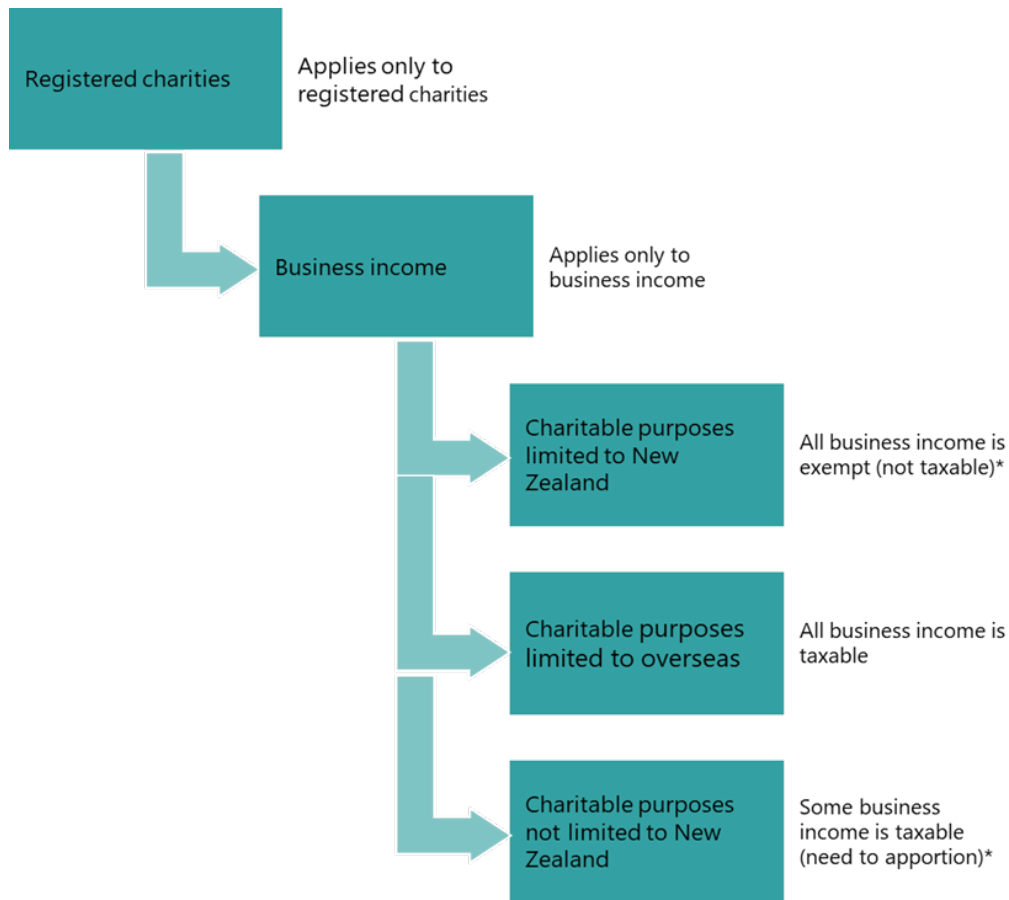 Registered charities
Applies only to
registered charities
Business income
Applies only to
business income
Charitable purposes
limited to New
Zealand
All business income is
exempt (not taxable)*
Charitable purposes
limited to overseas
All business income is
taxable
Charitable purposes
not limited to New
Zealand
Some business
income is taxable
(need to apportion)*